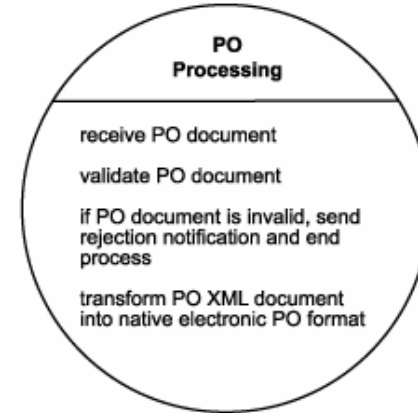 PO
Processing
receive PO document
validate PO document
if PO document is invalid, send
rejection notification and end
process
transform PO XML document
into native electronic PO format